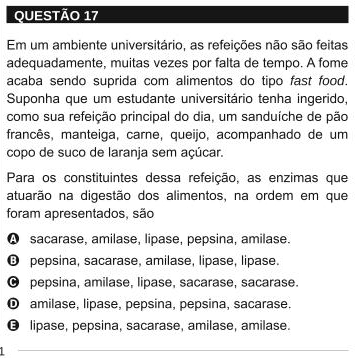 QUESTÃO 17
Em um ambiente universitário, as refeições não são feitas
adequadamente, muitas vezes por falta de tempo. A fome
acaba sendo suprida com alimentos do tipo fast food.
Suponha que um estudante universitário tenha ingerido,
como sua refeição principal do dia, um sanduíche de pão
francês, manteiga, carne, queijo, acompanhado de um
copo de suco de laranja sem açúcar.
Para os constituintes dessa refeição, as enzimas que
atuarão na digestão dos alimentos, na ordem em que
foram apresentados, são
A sacarase, amilase, lipase, pepsina, amilase.
B pepsina, sacarase, amilase, lipase, lipase.
C pepsina, amilase, lipase, sacarase, sacarase.
D amilase, lipase, pepsina, pepsina, sacarase.
E lipase, pepsina, sacarase, amilase, amilase.
1